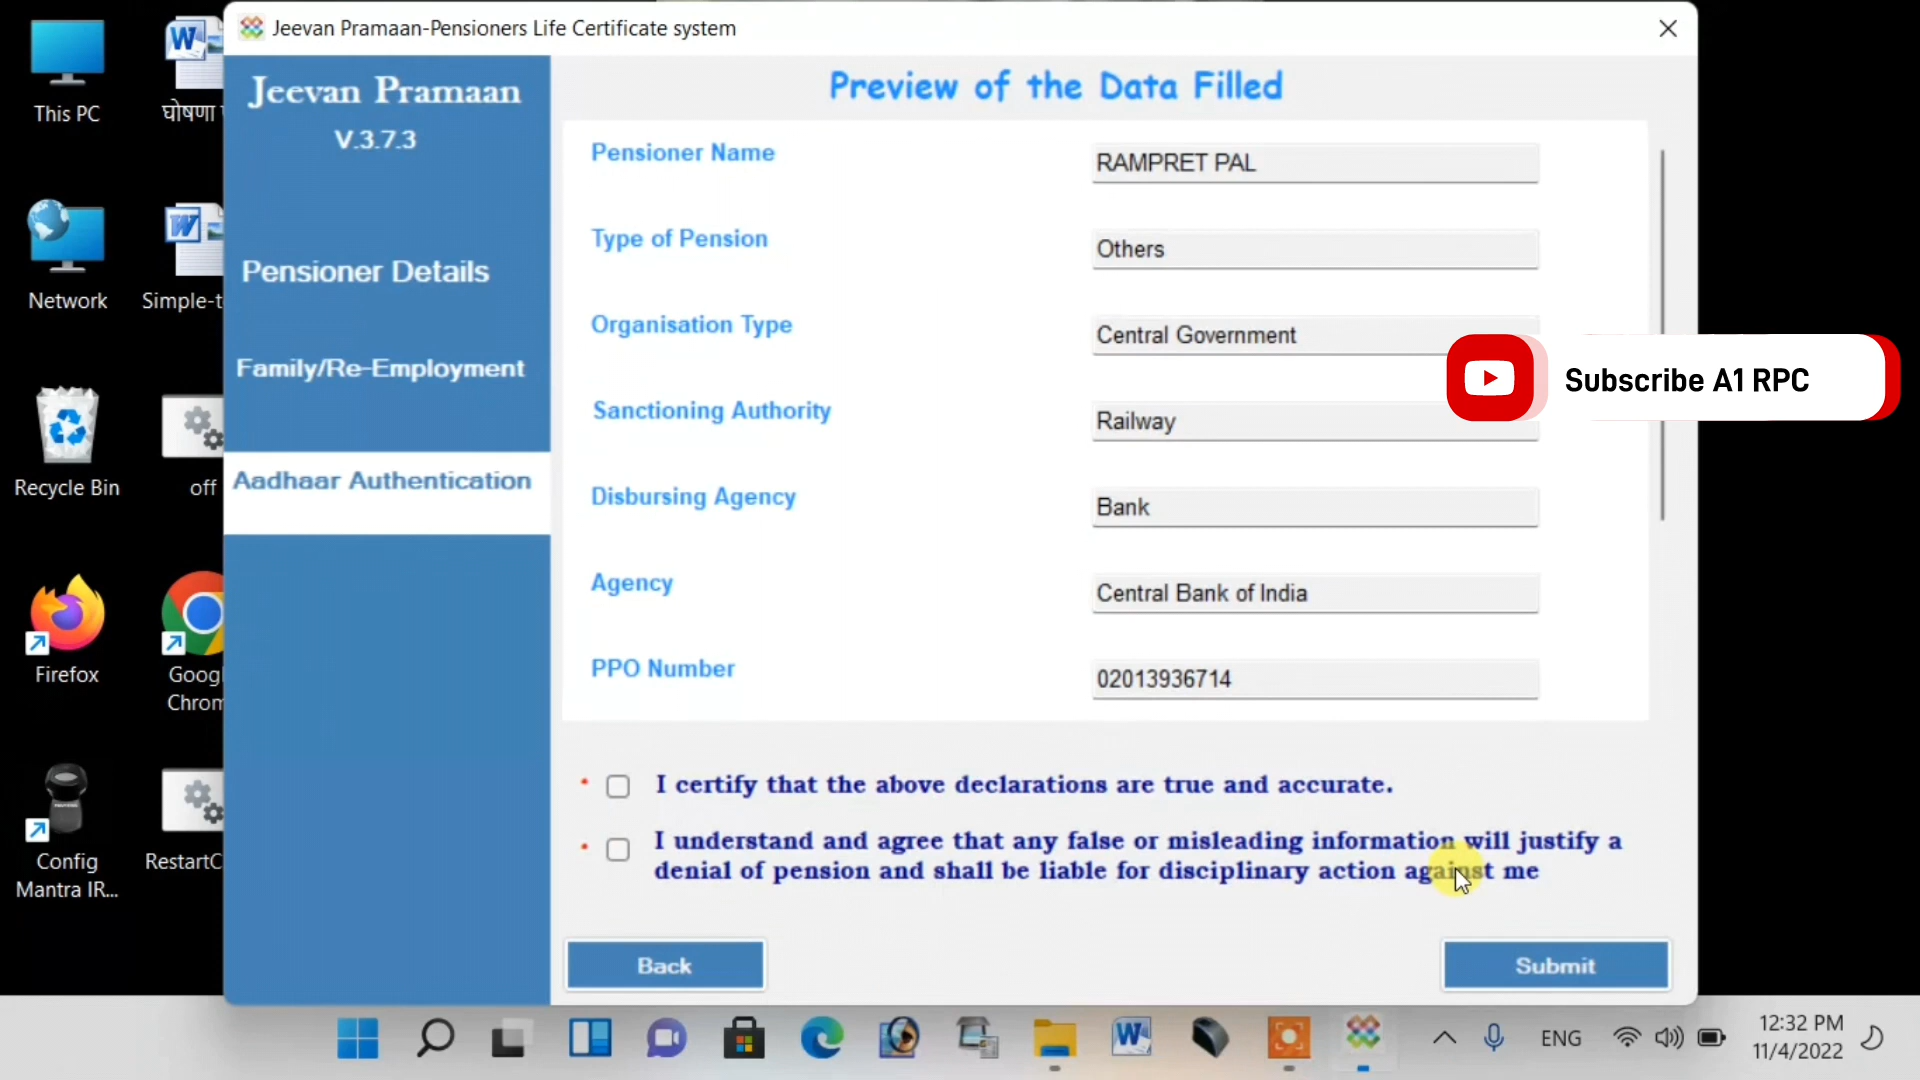 Jeevan Pramaan-Pensioners Life Certificate system
This PC
घोषणा
Network
Recycle Bin
off
Firefox
Config
Mantra IR...
Jeevan Pramaan
V.3.7.3
Pensioner Details
Family/Re-Employment
Aadhaar Authentication
Preview of the Data Filled
Pensioner Name RAMPRET PAL
Type of Pension Others
Organisation Type Central Government
Sanctioning Authority Railway
Disbursing Agency Bank
Agency Central Bank of India
PPO Number 02013936714
Subscribe A1 RPC
* I certify that the above declarations are true and accurate.
* I understand and agree that any false or misleading information will justify a
denial of pension and shall be liable for disciplinary action against me
Back Submit
ENG
12:32 PM
11/4/2022